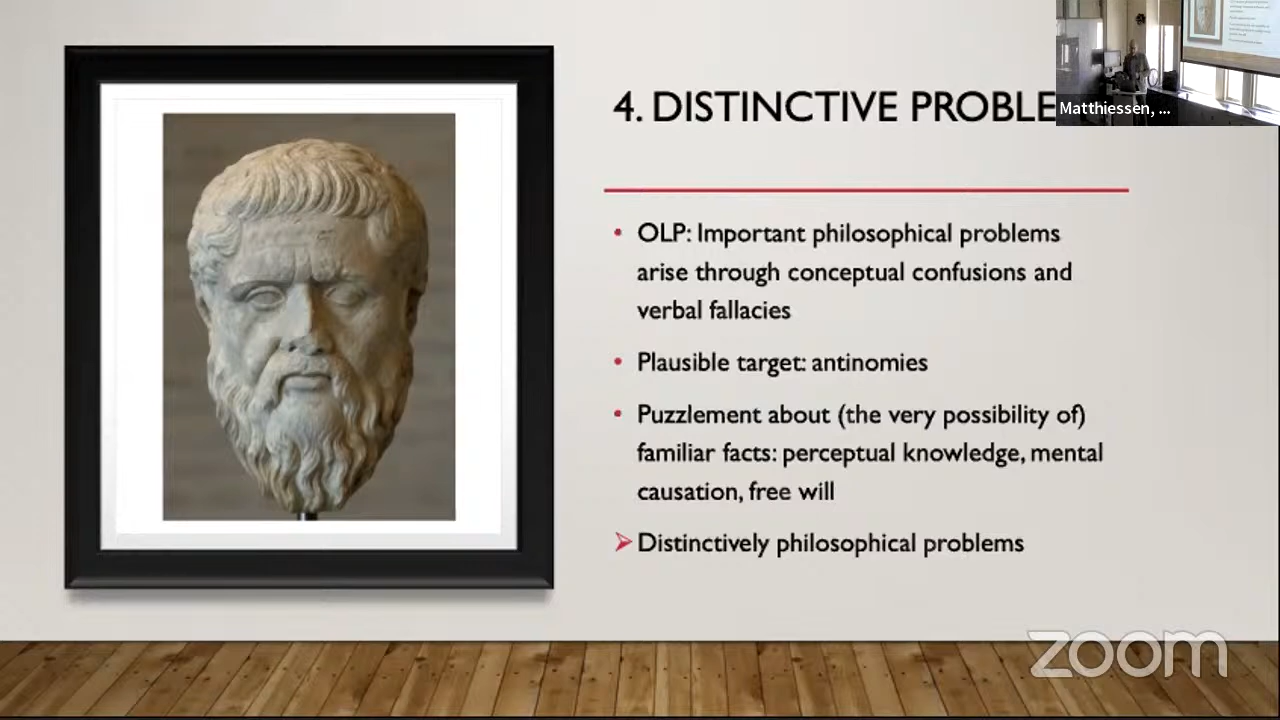 4. DISTINCTIVE PROBLE
Matthiessen, ...
• OLP: Important philosophical problems
arise through conceptual confusions and
verbal fallacies
• Plausible target: antinomies
• Puzzlement about (the very possibility of)
familiar facts: perceptual knowledge, mental
causation, free will
➢ Distinctively philosophical problems
zoom